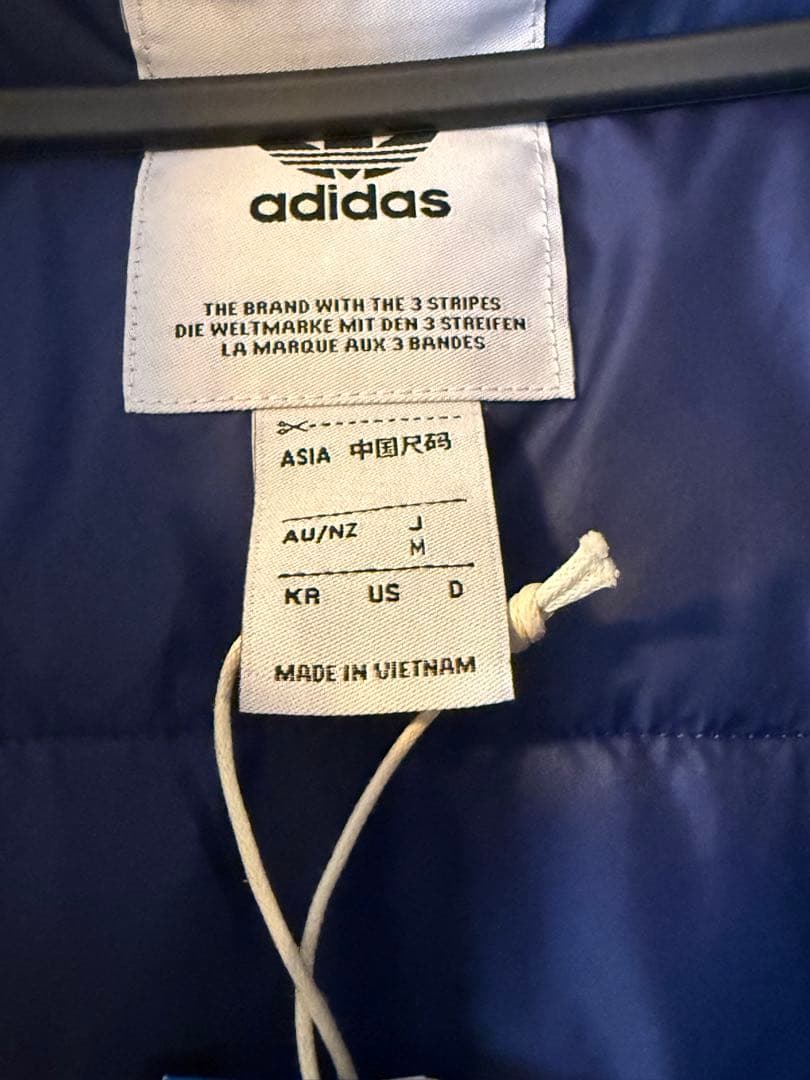 adidas
THE BRAND WITH THE 3 STRIPES
DIE WELTMARKE MIT DEN 3 STREIFEN
LA MARQUE AUX 3 BANDES
ASIA 中国尺码
AU/NZ J
M
KR US D
MADE IN VIETNAM